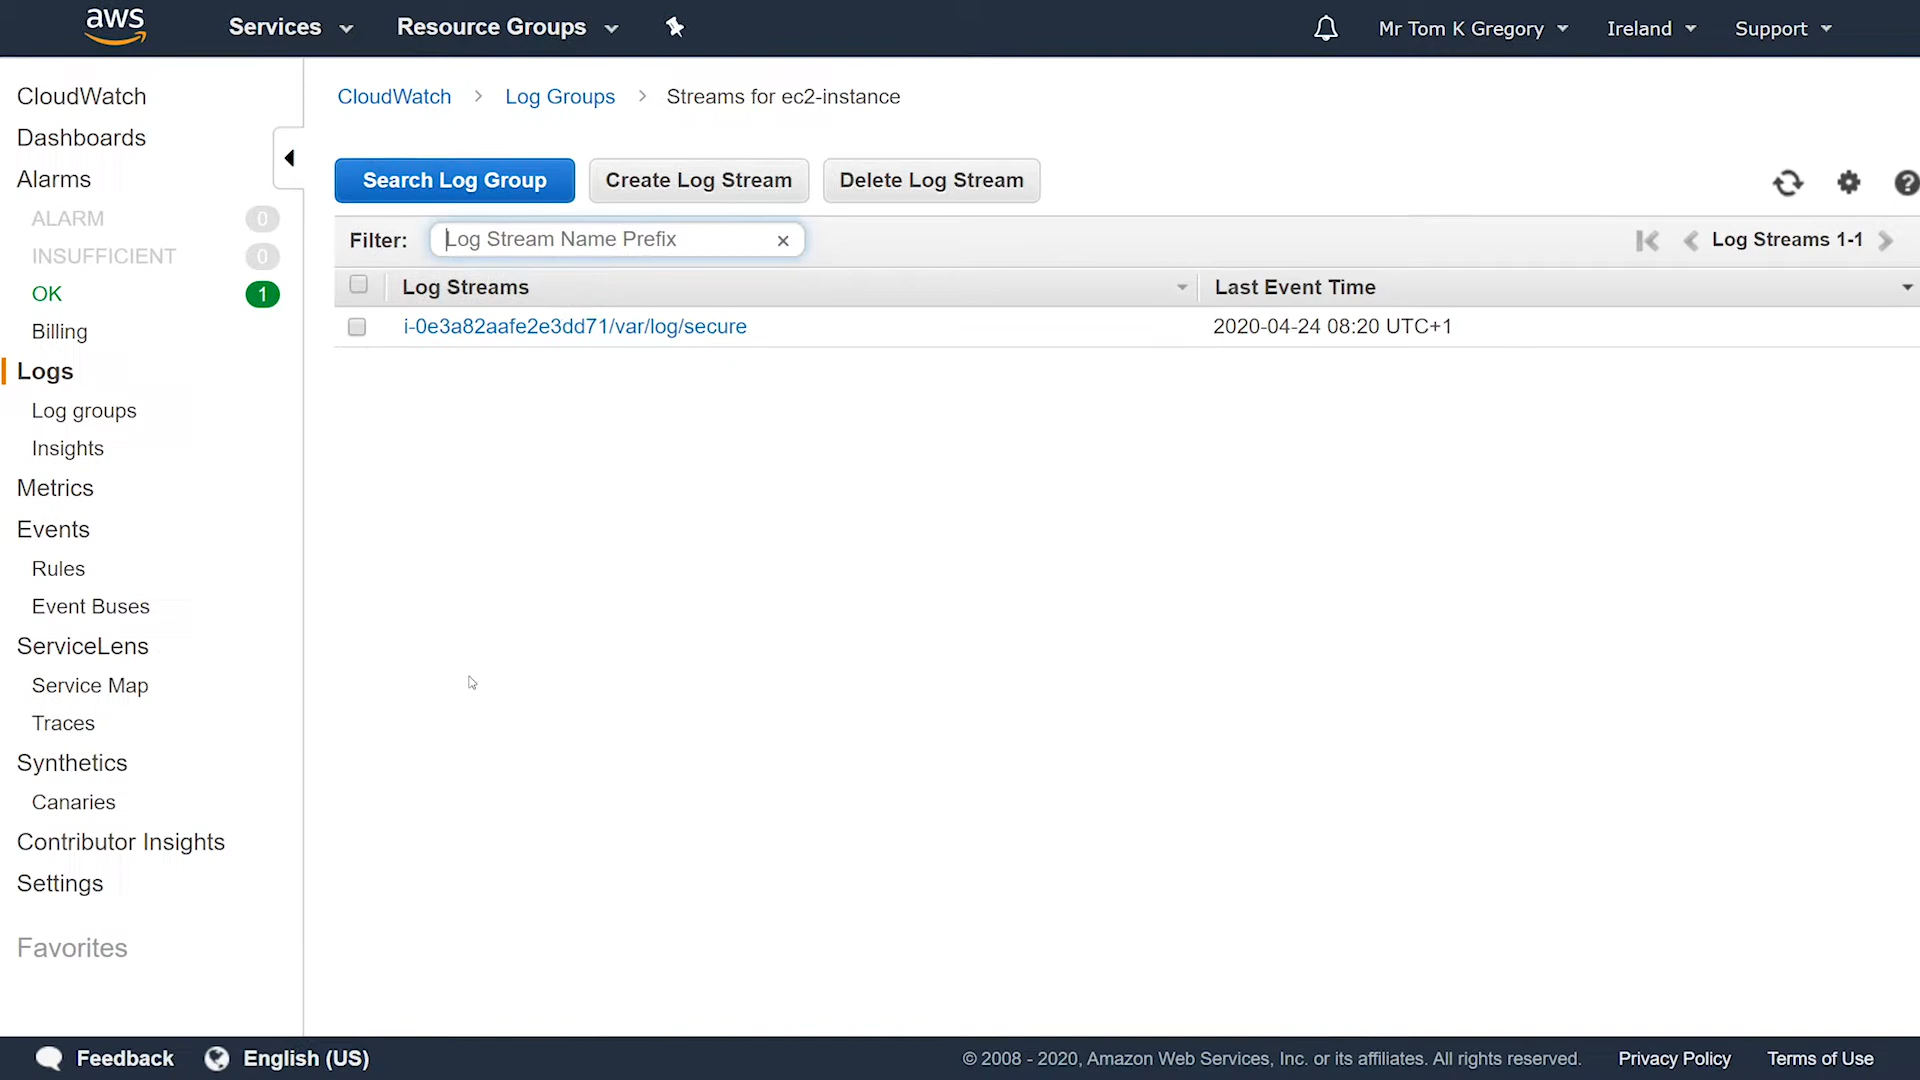 aws
Services
Resource Groups
Mr Tom K Gregory
Ireland
Support
CloudWatch
Dashboards
Alarms
ALARM 0
INSUFFICIENT 0
OK 1
Billing
Logs
Log groups
Insights
Metrics
Events
Rules
Event Buses
ServiceLens
Service Map
Traces
Synthetics
Canaries
Contributor Insights
Settings
Favorites
CloudWatch > Log Groups > Streams for ec2-instance
Search Log Group
Create Log Stream
Delete Log Stream
?
Filter: Log Stream Name Prefix ×
Log Streams 1-1
Log Streams
Last Event Time
i-0e3a82aafe2e3dd71/var/log/secure
2020-04-24 08:20 UTC+1
Feedback
English (US)
© 2008 - 2020, Amazon Web Services, Inc. or its affiliates. All rights reserved.
Privacy Policy
Terms of Use